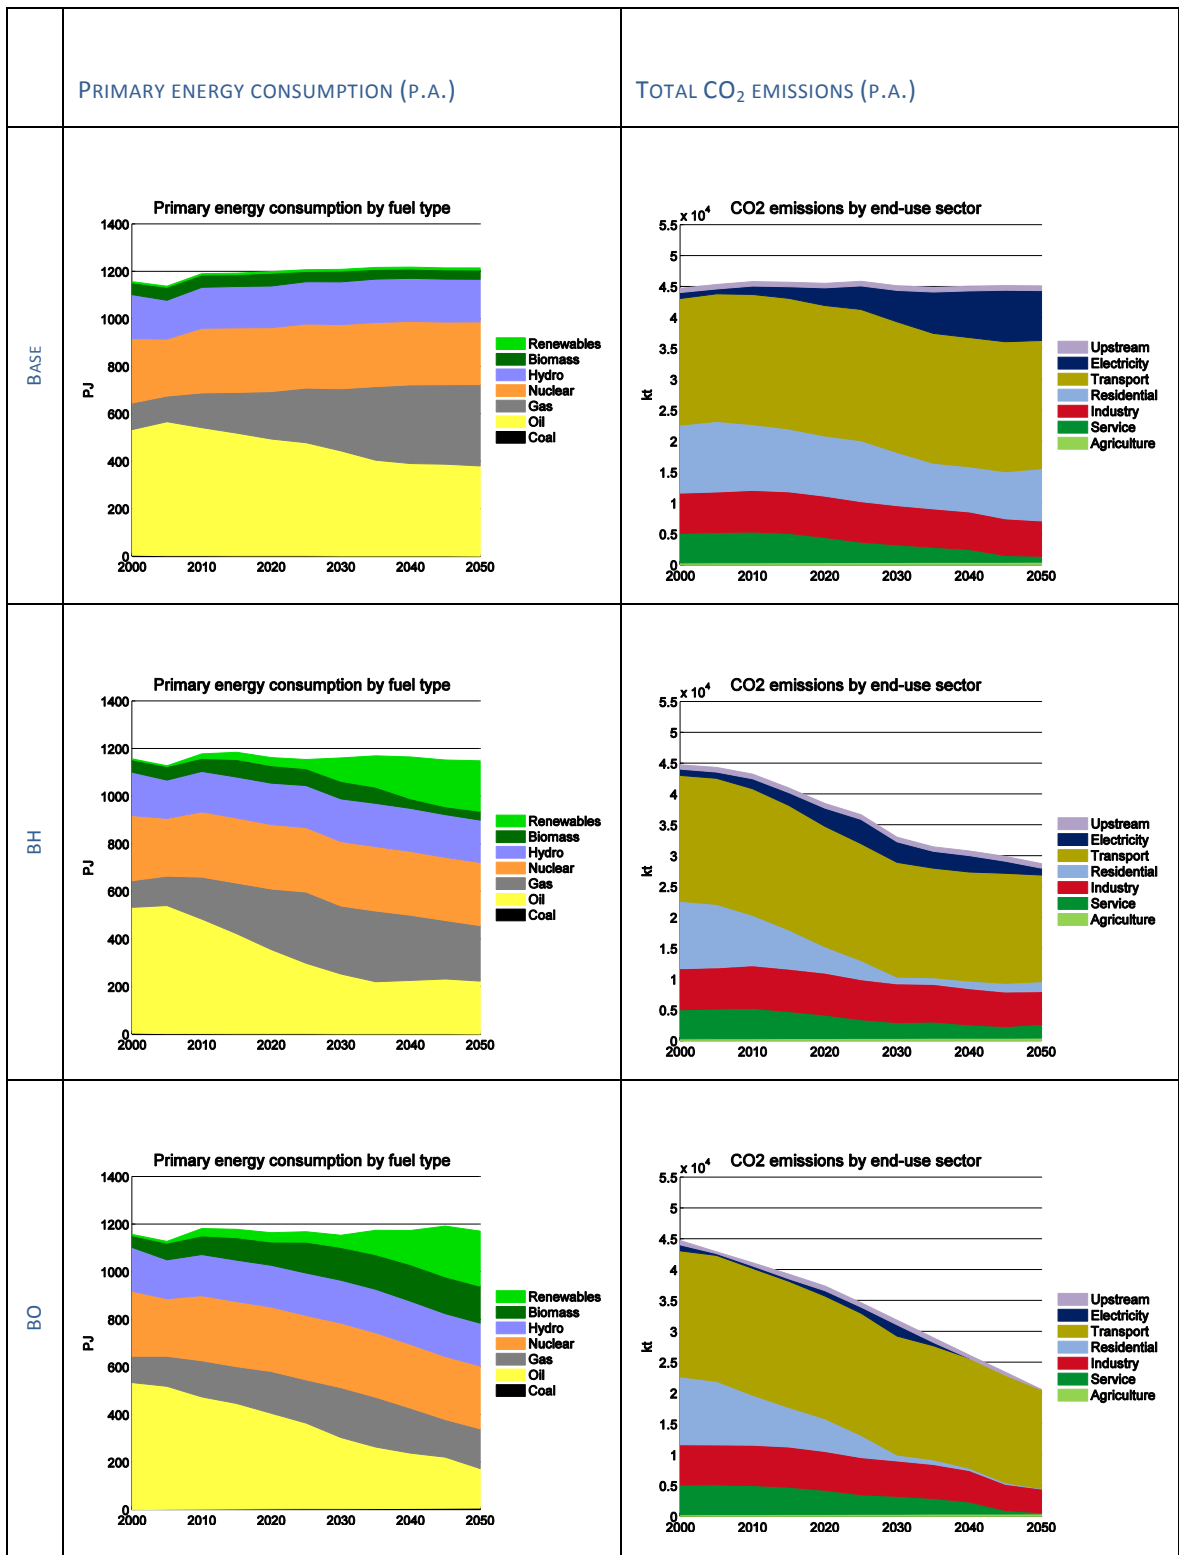 PRIMARY ENERGY CONSUMPTION (P.A.)
TOTAL CO2 EMISSIONS (P.A.)
BASE
Primary energy consumption by fuel type
1400
1200
1000
800
600
400
200
0
PJ
2000 2010 2020 2030 2040 2050
Renewables
Biomass
Hydro
Nuclear
Gas
Oil
Coal
CO2 emissions by end-use sector
x 10^4
5.5
5
4.5
4
3.5
3
2.5
2
1.5
1
0.5
0
kt
2000 2010 2020 2030 2040 2050
Upstream
Electricity
Transport
Residential
Industry
Service
Agriculture
BH
Primary energy consumption by fuel type
1400
1200
1000
800
600
400
200
0
PJ
2000 2010 2020 2030 2040 2050
Renewables
Biomass
Hydro
Nuclear
Gas
Oil
Coal
CO2 emissions by end-use sector
x 10^4
5.5
5
4.5
4
3.5
3
2.5
2
1.5
1
0.5
0
kt
2000 2010 2020 2030 2040 2050
Upstream
Electricity
Transport
Residential
Industry
Service
Agriculture
BO
Primary energy consumption by fuel type
1400
1200
1000
800
600
400
200
0
PJ
2000 2010 2020 2030 2040 2050
Renewables
Biomass
Hydro
Nuclear
Gas
Oil
Coal
CO2 emissions by end-use sector
x 10^4
5.5
5
4.5
4
3.5
3
2.5
2
1.5
1
0.5
0
kt
2000 2010 2020 2030 2040 2050
Upstream
Electricity
Transport
Residential
Industry
Service
Agriculture